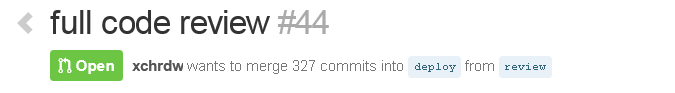 full code review #44
Open xchrdw wants to merge 327 commits into deploy from review